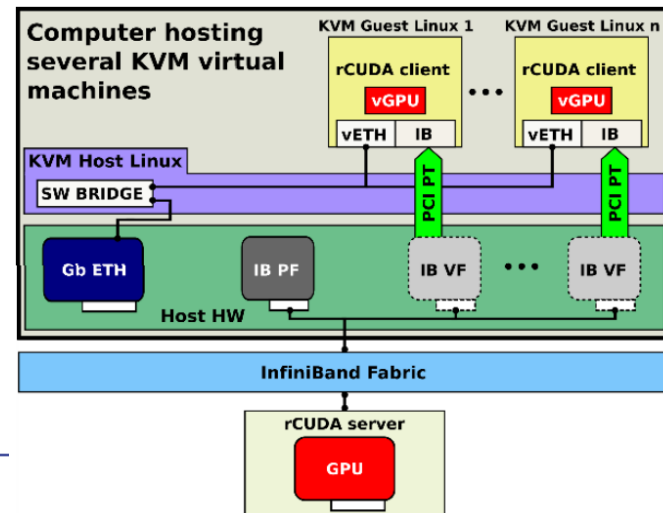 Computer hosting
several KVM virtual
machines
KVM Guest Linux 1
KVM Guest Linux n
rCUDA client
rCUDA client
vGPU
vGPU
vETH
IB
vETH
IB
KVM Host Linux
SW BRIDGE
PCI PT
PCI PT
Gb ETH
IB PF
IB VF
IB VF
Host HW
InfiniBand Fabric
rCUDA server
GPU